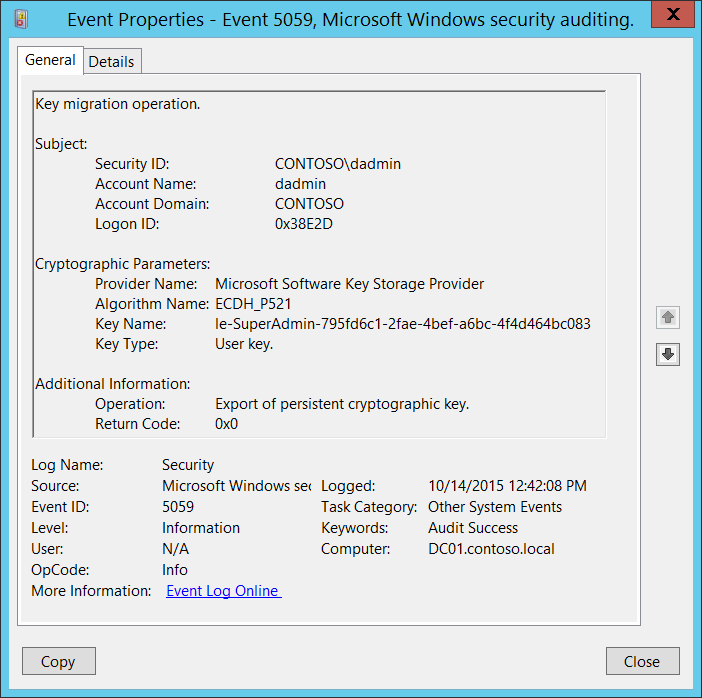 Event Properties - Event 5059, Microsoft Windows security auditing.
X
General
Details
Key migration operation.
Subject:
Security ID: CONTOSO\dadmin
Account Name: dadmin
Account Domain: CONTOSO
Logon ID: 0x38E2D
Cryptographic Parameters:
Provider Name: Microsoft Software Key Storage Provider
Algorithm Name: ECDH_P521
Key Name: le-SuperAdmin-795fd6c1-2fae-4bef-a6bc-4f4d464bc083
Key Type: User key.
Additional Information:
Operation: Export of persistent cryptographic key.
Return Code: 0x0
Log Name: Security
Source: Microsoft Windows sec Logged: 10/14/2015 12:42:08 PM
Event ID: 5059 Task Category: Other System Events
Level: Information Keywords: Audit Success
User: N/A Computer: DC01.contoso.local
OpCode: Info
More Information: Event Log Online
Copy
Close